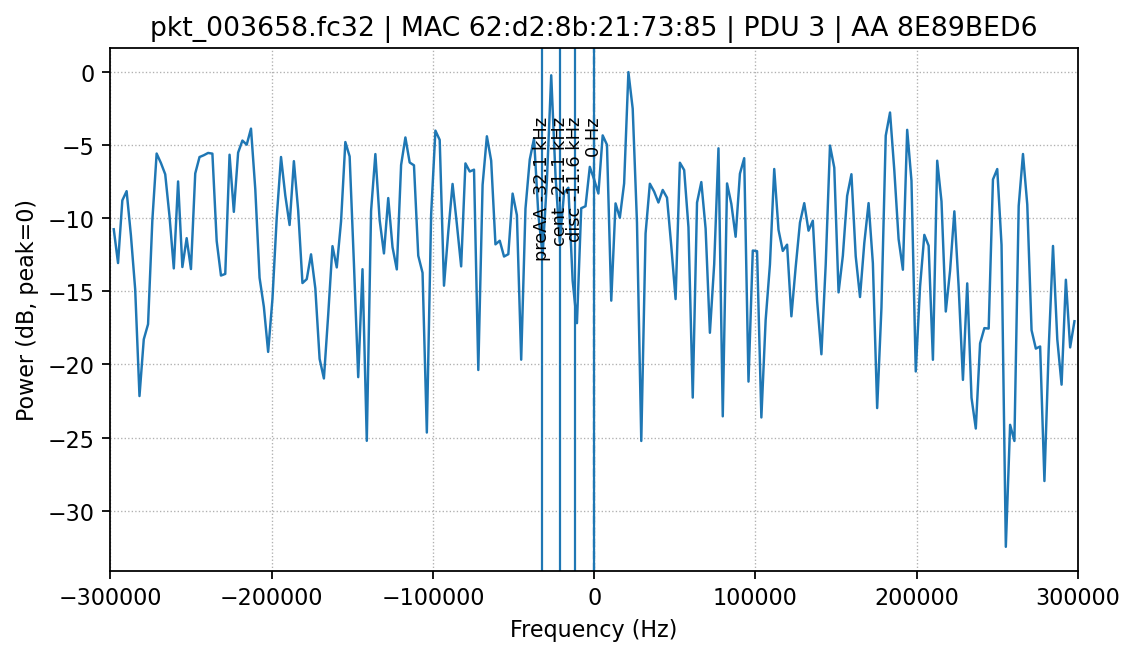 pkt_003658.fc32 | MAC 62:d2:8b:21:73:85 | PDU 3 | AA 8E89BED6
Power (dB, peak=0)
0
−5
−10
−15
−20
−25
−30
preAA -32.1 kHz
cent -21.1 kHz
disc -11.6 kHz
0 Hz
−300000
−200000
−100000
0
100000
200000
300000
Frequency (Hz)